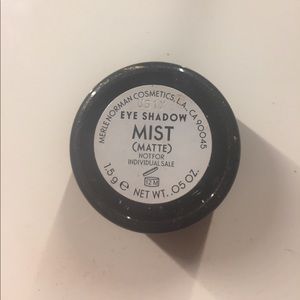 MERLE NORMAN COSMETICS, L.A., CA 90045
EYE SHADOW
MIST
(MATTE)
NOT FOR
INDIVIDUAL SALE
12 M
1.5 g e NET WT. .05 OZ.